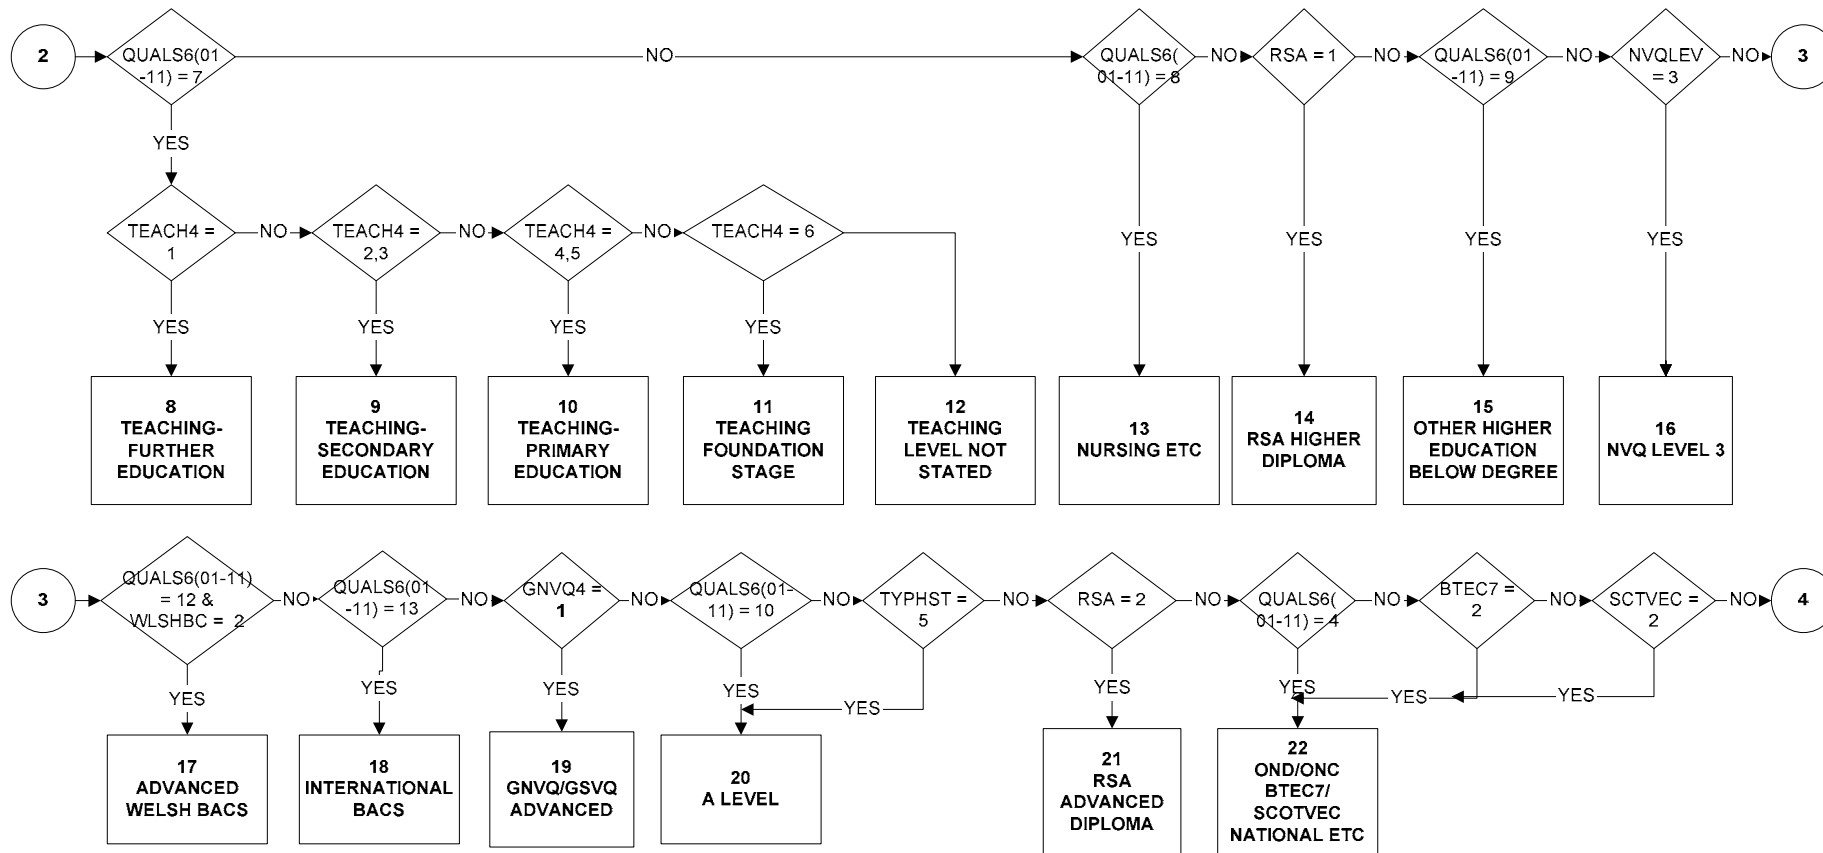 2
QUALS6(01
-11) = 7
NO
QUALS6(
01-11) = 8
NO
RSA = 1
NO
QUALS6(01
-11) = 9
NO
NVQLEV
= 3
NO
3
YES
TEACH4 =
1
NO
TEACH4 =
2,3
NO
TEACH4 =
4,5
NO
TEACH4 = 6
YES
YES
YES
YES
YES
YES
YES
YES
8
TEACHING-
FURTHER
EDUCATION
9
TEACHING-
SECONDARY
EDUCATION
10
TEACHING-
PRIMARY
EDUCATION
11
TEACHING
FOUNDATION
STAGE
12
TEACHING
LEVEL NOT
STATED
13
NURSING ETC
14
RSA HIGHER
DIPLOMA
15
OTHER HIGHER
EDUCATION
BELOW DEGREE
16
NVQ LEVEL 3
3
QUALS6(01-11)
= 12 &
WLSHBC = 2
NO
QUALS6(01
-11) = 13
NO
GNVQ4 =
1
NO
QUALS6(01-
11) = 10
NO
TYPHST =
5
NO
RSA = 2
NO
QUALS6(
01-11) = 4
NO
BTEC7 =
2
NO
SCTVEC =
2
NO
4
YES
YES
YES
YES
YES
YES
YES
YES
YES
17
ADVANCED
WELSH BACS
18
INTERNATIONAL
BACS
19
GNVQ/GSVQ
ADVANCED
20
A LEVEL
21
RSA
ADVANCED
DIPLOMA
22
OND/ONC
BTEC7/
SCOTVEC
NATIONAL ETC